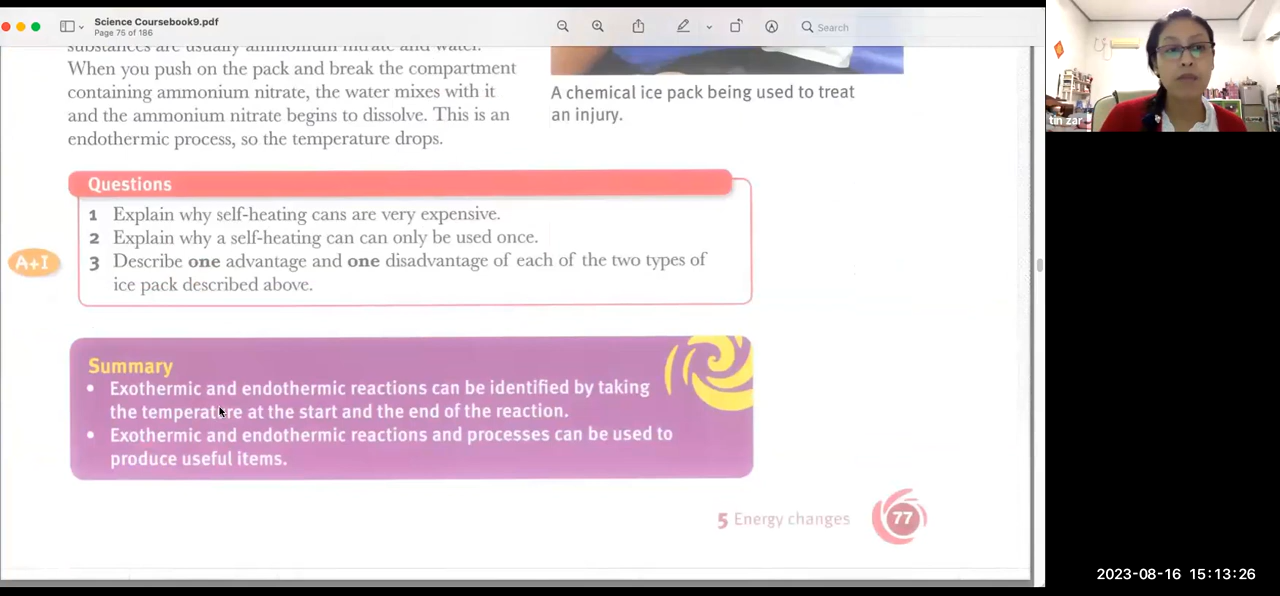 Science Coursebook9.pdf
Page 75 of 186
Search
substances are usually ammonium nitrate and water.
When you push on the pack and break the compartment
containing ammonium nitrate, the water mixes with it
and the ammonium nitrate begins to dissolve. This is an
endothermic process, so the temperature drops.
A chemical ice pack being used to treat
an injury.
Questions
1 Explain why self-heating cans are very expensive.
2 Explain why a self-heating can can only be used once.
A+I
3 Describe one advantage and one disadvantage of each of the two types of
ice pack described above.
Summary
• Exothermic and endothermic reactions can be identified by taking
the temperature at the start and the end of the reaction.
• Exothermic and endothermic reactions and processes can be used to
produce useful items.
5 Energy changes
77
tin zar
2023-08-16 15:13:26